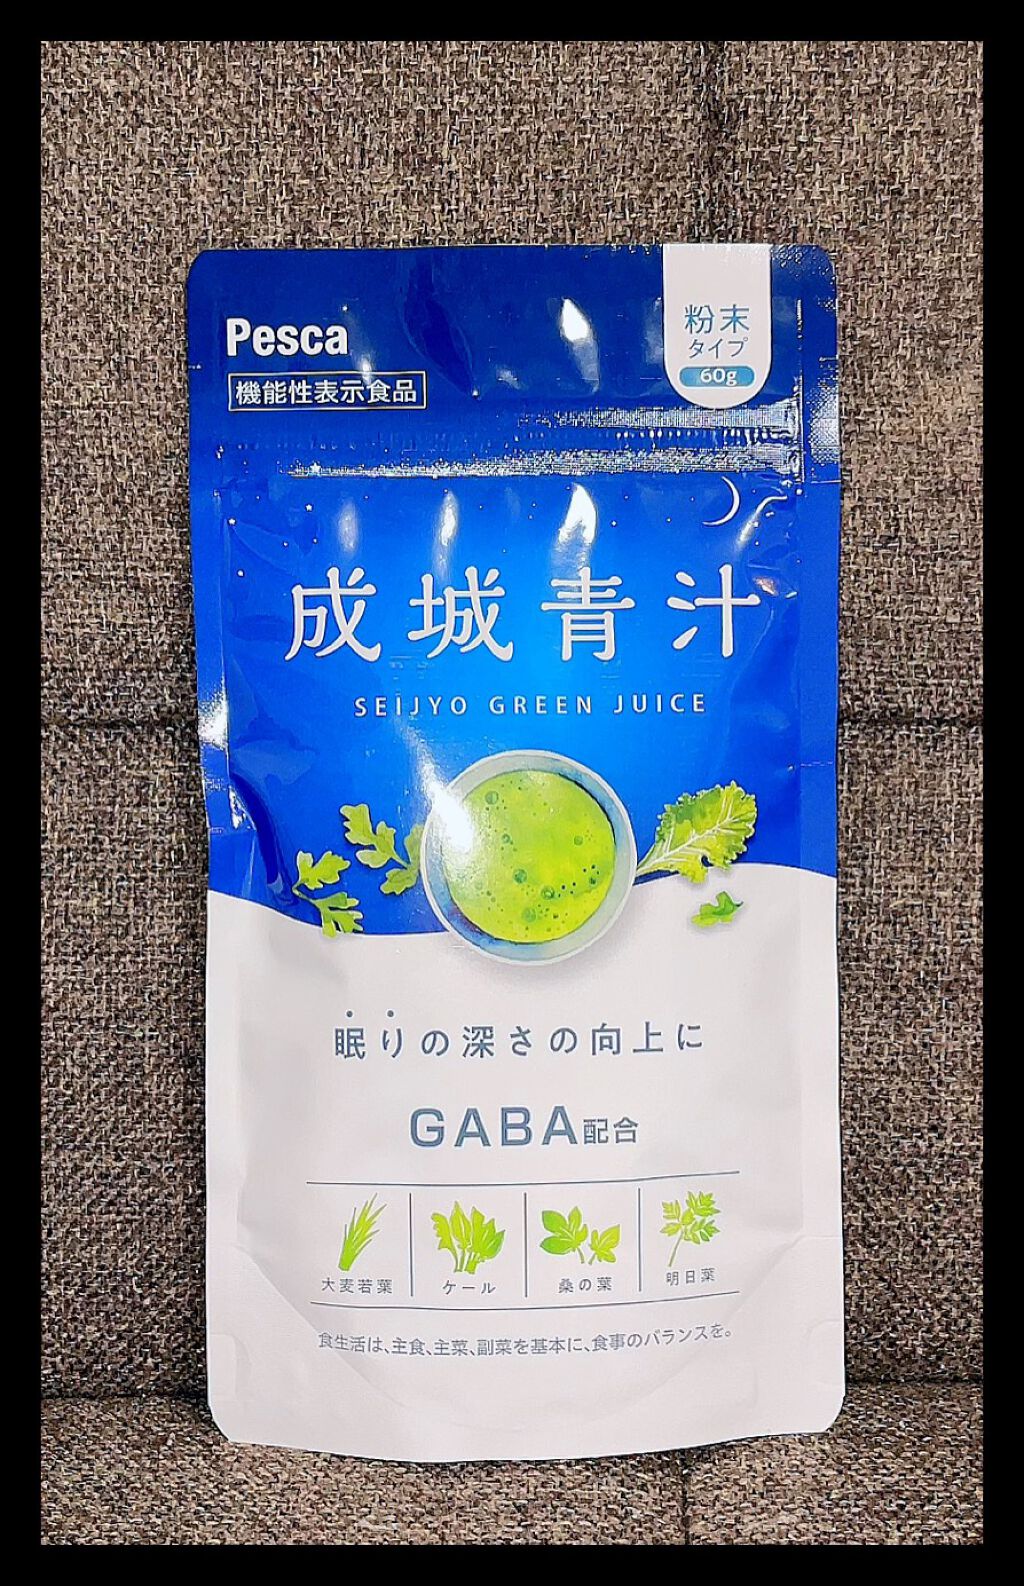 Pesca
機能性表示食品
粉末
タイプ
60g
成城青汁
SEIJYO GREEN JUICE
眠りの深さの向上に
GABA配合
大麦若葉 ケール 桑の葉 明日葉
食生活は、主食、主菜、副菜を基本に、食事のバランスを。